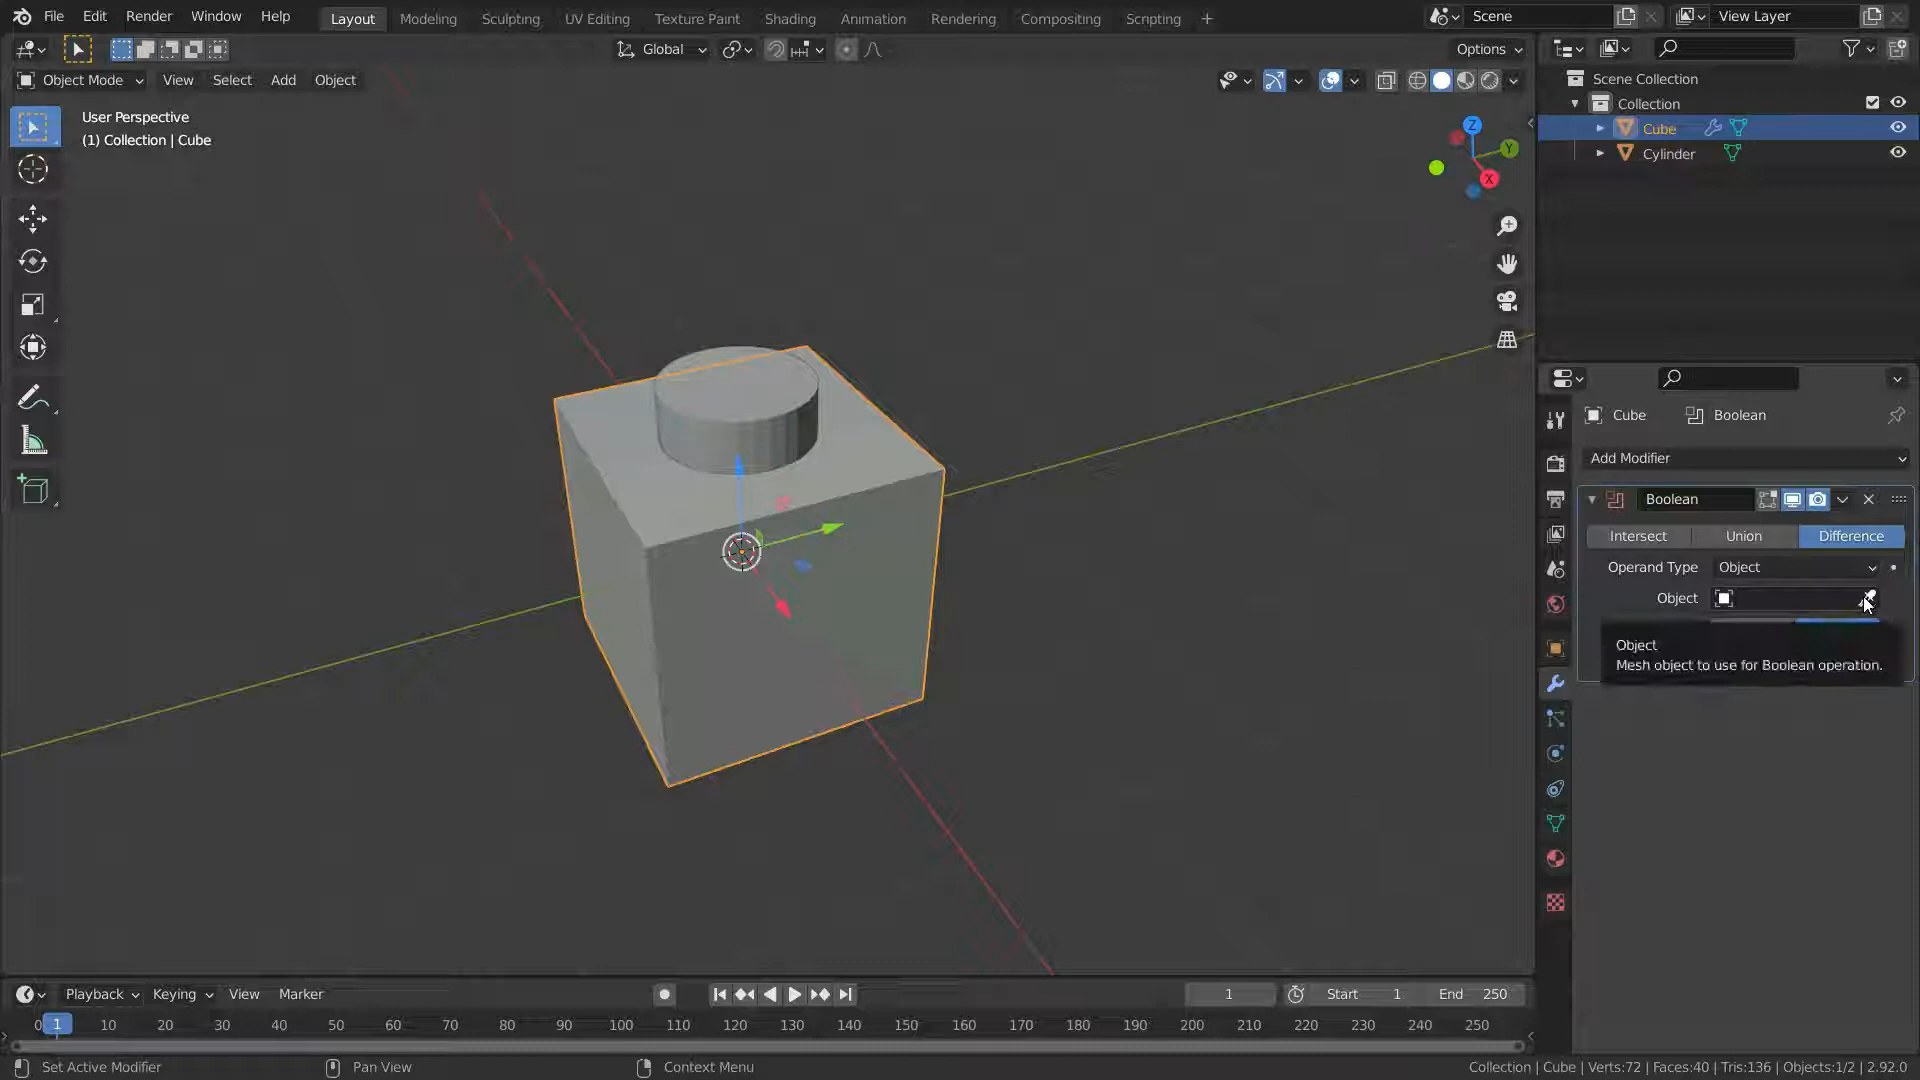 File Edit Render Window Help Layout Modeling Sculpting UV Editing Texture Paint Shading Animation Rendering Compositing Scripting + Scene View Layer
Global Options
Object Mode View Select Add Object
Scene Collection
Collection
Cube
Cylinder
User Perspective
(1) Collection | Cube
Z
Y
X
Cube Boolean
Add Modifier
Boolean
Intersect Union Difference
Operand Type Object
Object
Object
Mesh object to use for Boolean operation.
Playback Keying View Marker 1 Start 1 End 250
0 1 10 20 30 40 50 60 70 80 90 100 110 120 130 140 150 160 170 180 190 200 210 220 230 240 250
Set Active Modifier Pan View Context Menu Collection | Cube | Verts:72 | Faces:40 | Tris:136 | Objects:1/2 | 2.92.0